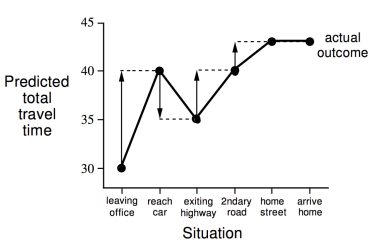 45
40
35
30
Predicted
total
travel
time
actual
outcome
leaving
office
reach
car
exiting
highway
2ndary
road
home
street
arrive
home
Situation